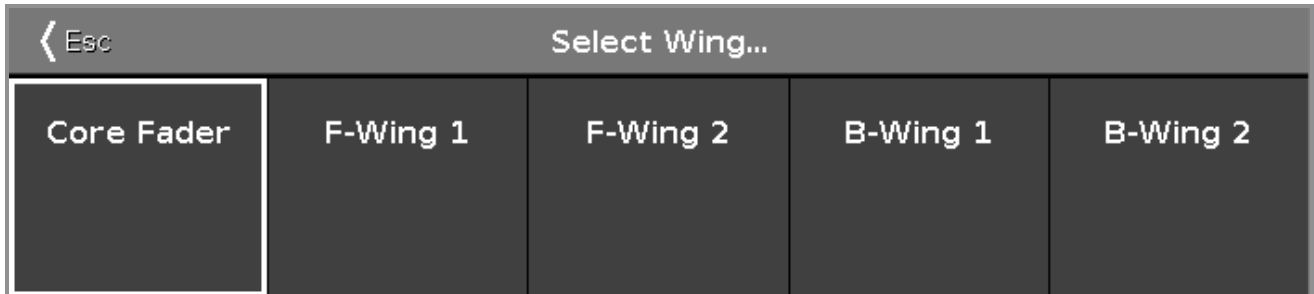 Esc
Select Wing...
Core Fader
F-Wing 1
F-Wing 2
B-Wing 1
B-Wing 2